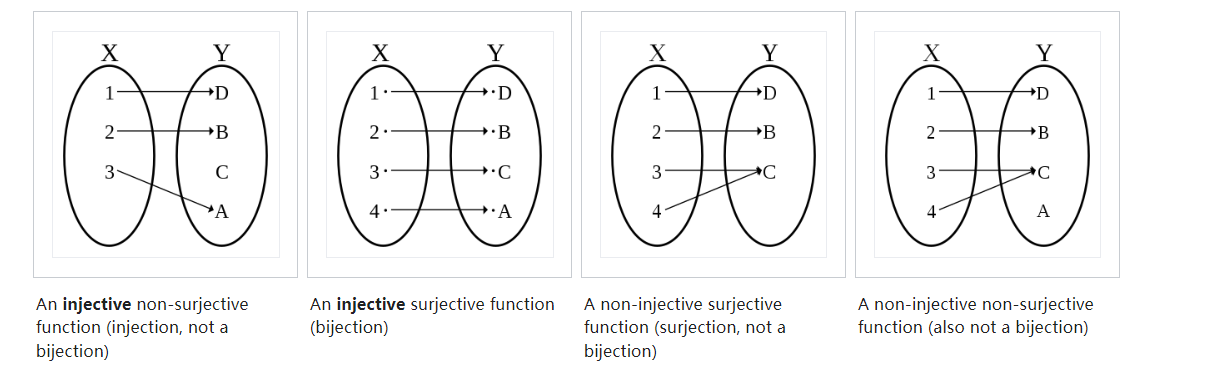 X Y
1 D
2 B
3 C
A
X Y
1 D
2 B
3 C
4 A
X Y
1 D
2 B
3 C
4
X Y
1 D
2 B
3 C
4 A
An injective non-surjective
function (injection, not a
bijection)
An injective surjective function
(bijection)
A non-injective surjective
function (surjection, not a
bijection)
A non-injective non-surjective
function (also not a bijection)